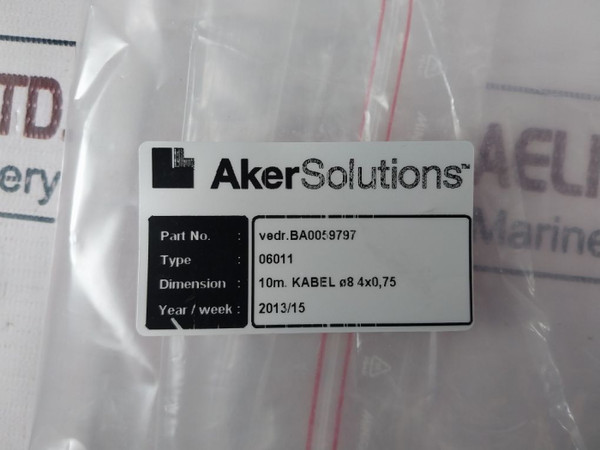 TD.
ery
AELI
Marine
AkerSolutions™
Part No. : vedr.BA0059797
Type : 06011
Dimension : 10m. KABEL ø8 4x0,75
Year / week : 2013/15